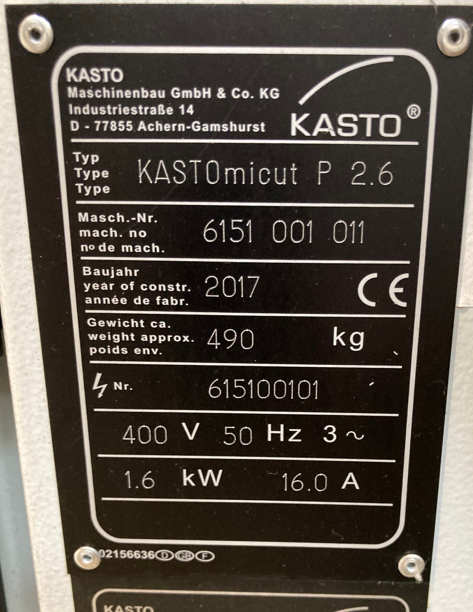 KASTO
Maschinenbau GmbH & Co. KG
Industriestraße 14
D - 77855 Achern-Gamshurst
KASTO®
Typ
Type
Type
KASTOmicut P 2.6
Masch.-Nr.
mach. no
nº de mach.
6151 001 011
Baujahr
year of constr.
année de fabr.
2017
CE
Gewicht ca.
weight approx.
poids env.
490 kg
Nr. 615100101
400 V 50 Hz 3 ~
1.6 kW 16.0 A
02156636 D GB F
KASTO